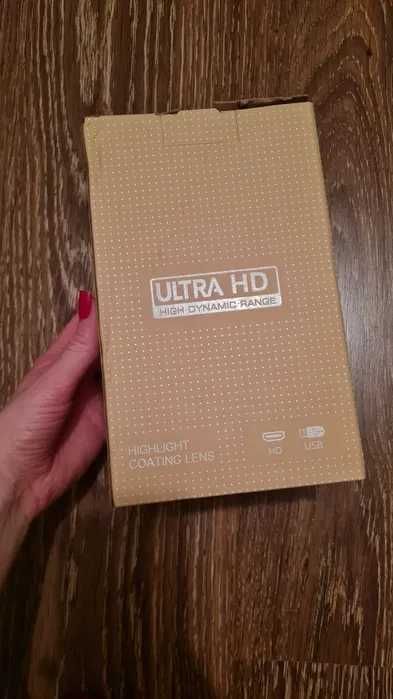 ULTRA HD
HIGH DYNAMIC RANGE
HIGHLIGHT
COATING LENS
HD
USB